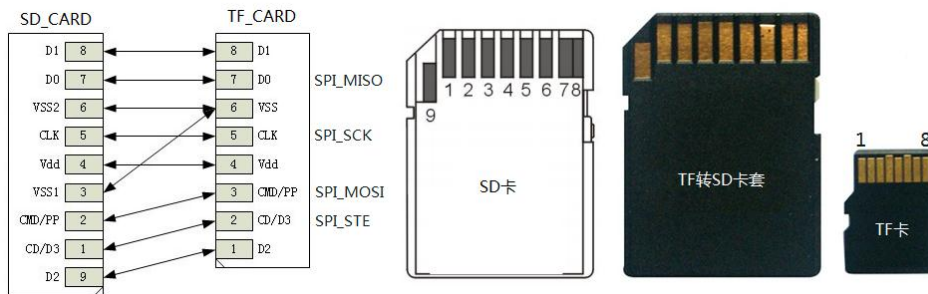 SD_CARD
TF_CARD
D1 8
8 D1
D0 7
7 D0 SPI_MISO
VSS2 6
6 VSS
CLK 5
5 CLK SPI_SCK
Vdd 4
4 Vdd
VSS1 3
3 CMD/PP SPI_MOSI
CMD/PP 2
2 CD/D3 SPI_STE
CD/D3 1
1 D2
D2 9
1 2 3 4 5 6 7 8
9
SD卡
TF转SD卡套
1 8
TF卡